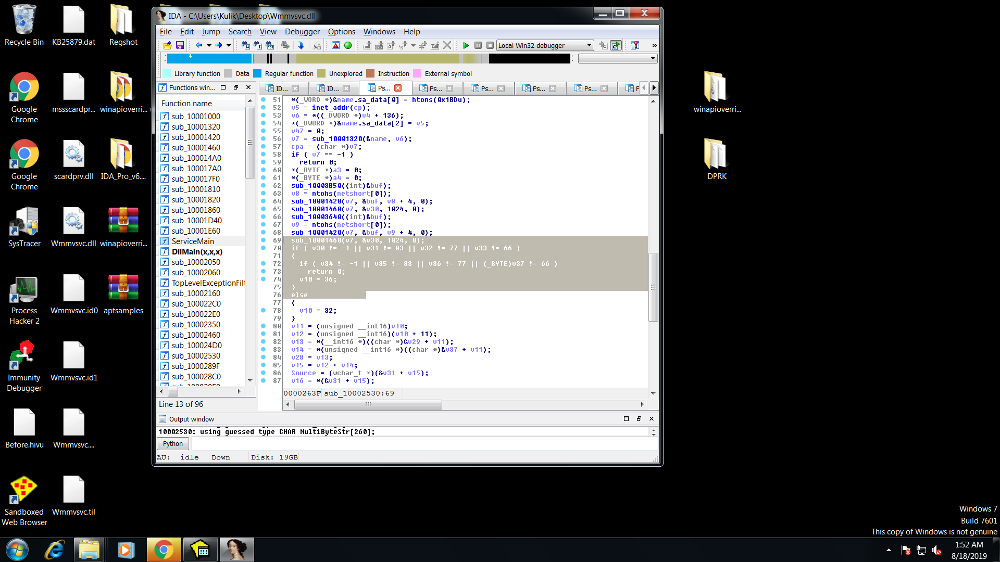 Recycle Bin
KB25879.dat
Regshot
Google Chrome
mssscardpr...
winapioverri...
Google Chrome
scardprv.dll
IDA_Pro_v6....
SysTracer
Wmmvsvc.dll
winapioverri...
Process Hacker 2
Wmmvsvc.id0
aptsamples
Immunity Debugger
Wmmvsvc.id1
Before.hivu
Wmmvsvc....
Sandboxed Web Browser
Wmmvsvc.til
IDA - C:\Users\Kulik\Desktop\Wmmvsvc.dll
File Edit Jump Search View Debugger Options Windows Help
Local Win32 debugger
Library function Data Regular function Unexplored Instruction External symbol
Functions win...
ID... ID... Ps... Ps... Ps... Ps... Ps...
Function name
sub_10001000
sub_10001320
sub_10001420
sub_10001460
sub_100014A0
sub_100017A0
sub_100017F0
sub_10001810
sub_10001820
sub_10001860
sub_10001D40
sub_10001E60
ServiceMain
DllMain(x,x,x)
sub_10002050
sub_10002060
TopLevelExceptionFilt
sub_10002160
sub_100022C0
sub_100022E0
sub_10002350
sub_10002460
sub_100024D0
sub_10002530
sub_1000289F
sub_100028C0
Line 13 of 96
51 *(_WORD *)&name.sa_data[0] = htons(0x1BDu);
52 v5 = inet_addr(cp);
53 v6 = *((_DWORD *)v4 + 136);
54 *(_DWORD *)&name.sa_data[2] = v5;
55 v47 = 0;
56 v7 = sub_10001320(&name, v6);
57 cpa = (char *)v7;
58 if ( v7 == -1 )
59 return 0;
60 *(_BYTE *)a3 = 0;
61 *(_BYTE *)a4 = 0;
62 sub_10003B50((int)&buf);
63 v8 = ntohs(netshort[0]);
64 sub_10001420(v7, &buf, v8 + 4, 0);
65 sub_10001460(v7, &v30, 1024, 0);
66 sub_10003640((int)&buf);
67 v9 = ntohs(netshort[0]);
68 sub_10001420(v7, &buf, v9 + 4, 0);
69 sub_10001460(v7, &v30, 1024, 0);
70 if ( v30 != -1 || v31 != 83 || v32 != 77 || v33 != 66 )
71 {
72 if ( v34 != -1 || v35 != 83 || v36 != 77 || (_BYTE)v37 != 66 )
73 return 0;
74 v10 = 36;
75 }
76 else
77 {
78 v10 = 32;
79 }
80 v11 = (unsigned __int16)v10;
81 v12 = (unsigned __int16)(v10 + 11);
82 v13 = *(__int16 *)((char *)&v29 + v11);
83 v14 = *(unsigned __int16 *)((char *)&v37 + v11);
84 v28 = v13;
85 v15 = v12 + v14;
86 Source = (wchar_t *)(&v31 + v15);
87 v16 = *(&v31 + v15);
0000263F sub_10002530:69
Output window
10002530: using guessed type CHAR MultiByteStr[260];
Python
AU: idle Down Disk: 19GB
winapioverri...
DPRK
Windows 7
Build 7601
This copy of Windows is not genuine
1:52 AM
8/18/2019